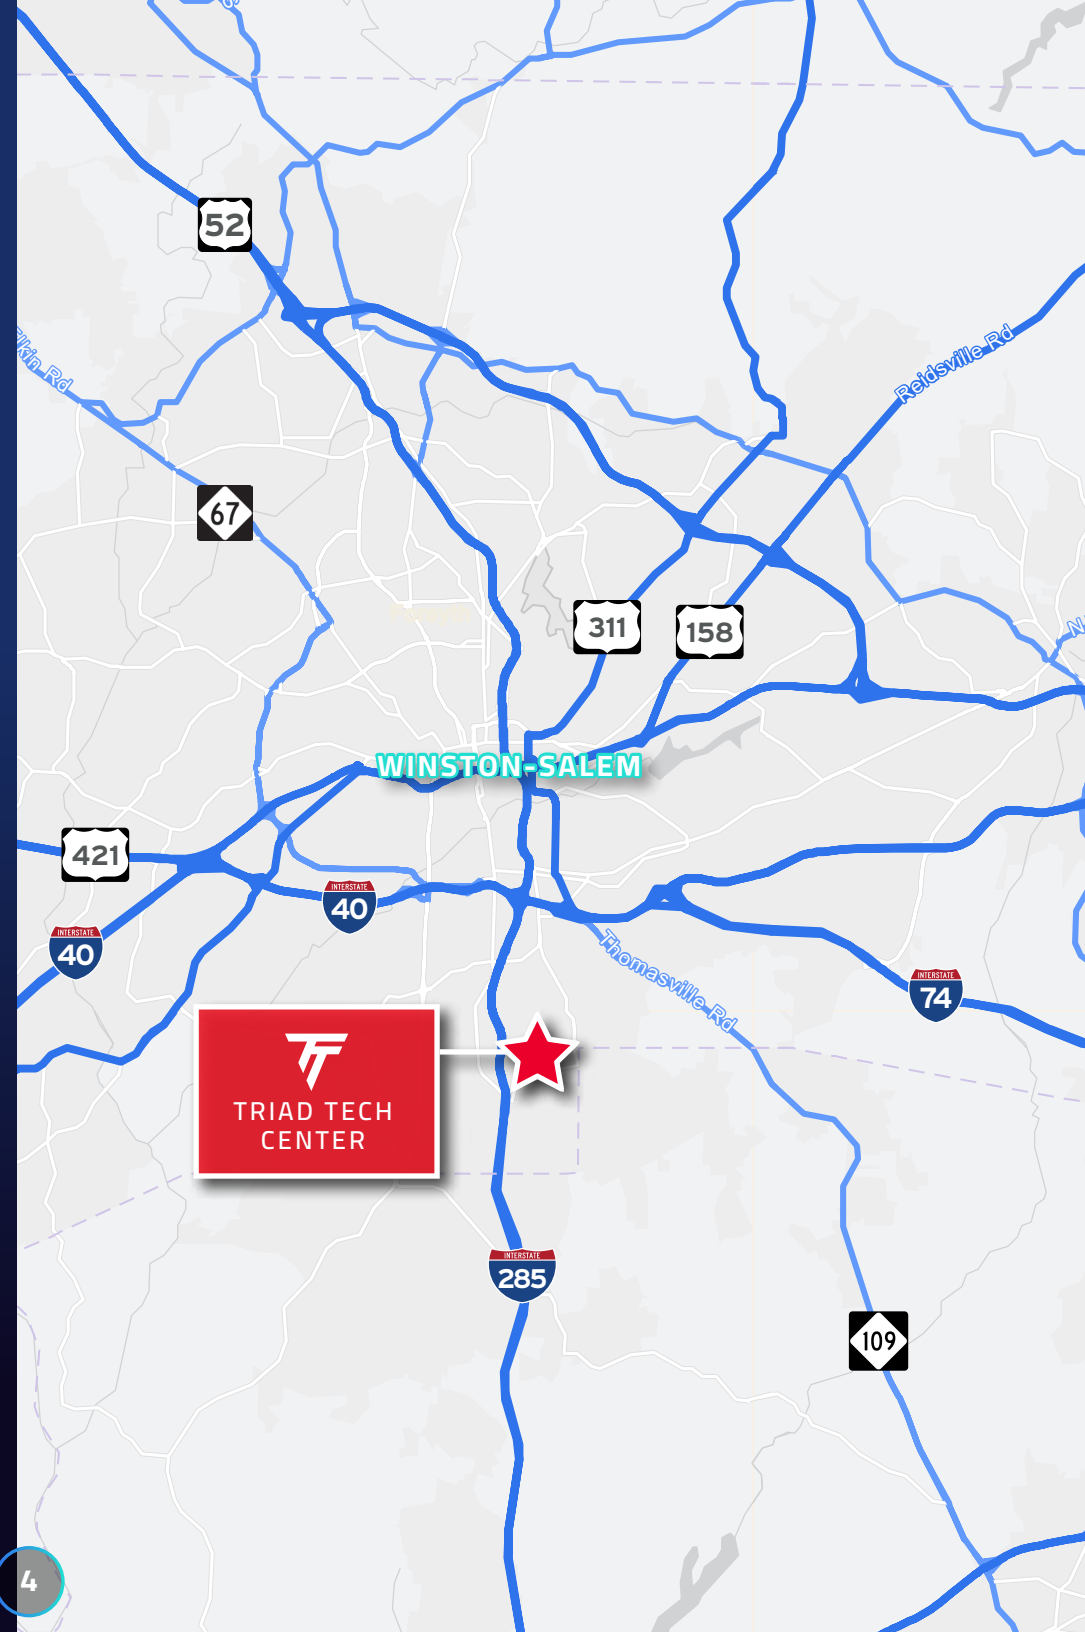 52
Elkin Rd
Reidsville Rd
67
311
158
WINSTON-SALEM
421
INTERSTATE
40
INTERSTATE
40
Thomasville Rd
INTERSTATE
74
TRIAD TECH
CENTER
INTERSTATE
285
109
4